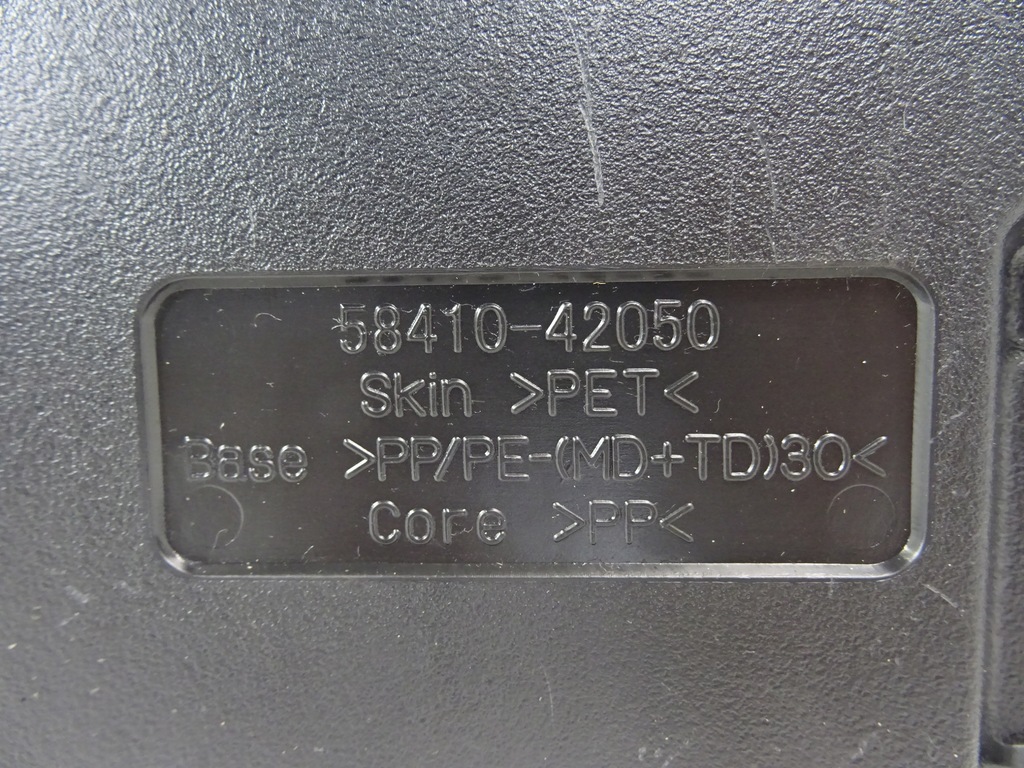 58410-42050
Skin >PET<
Base >PP/PE-(MD+TD)30<
Core >PP<